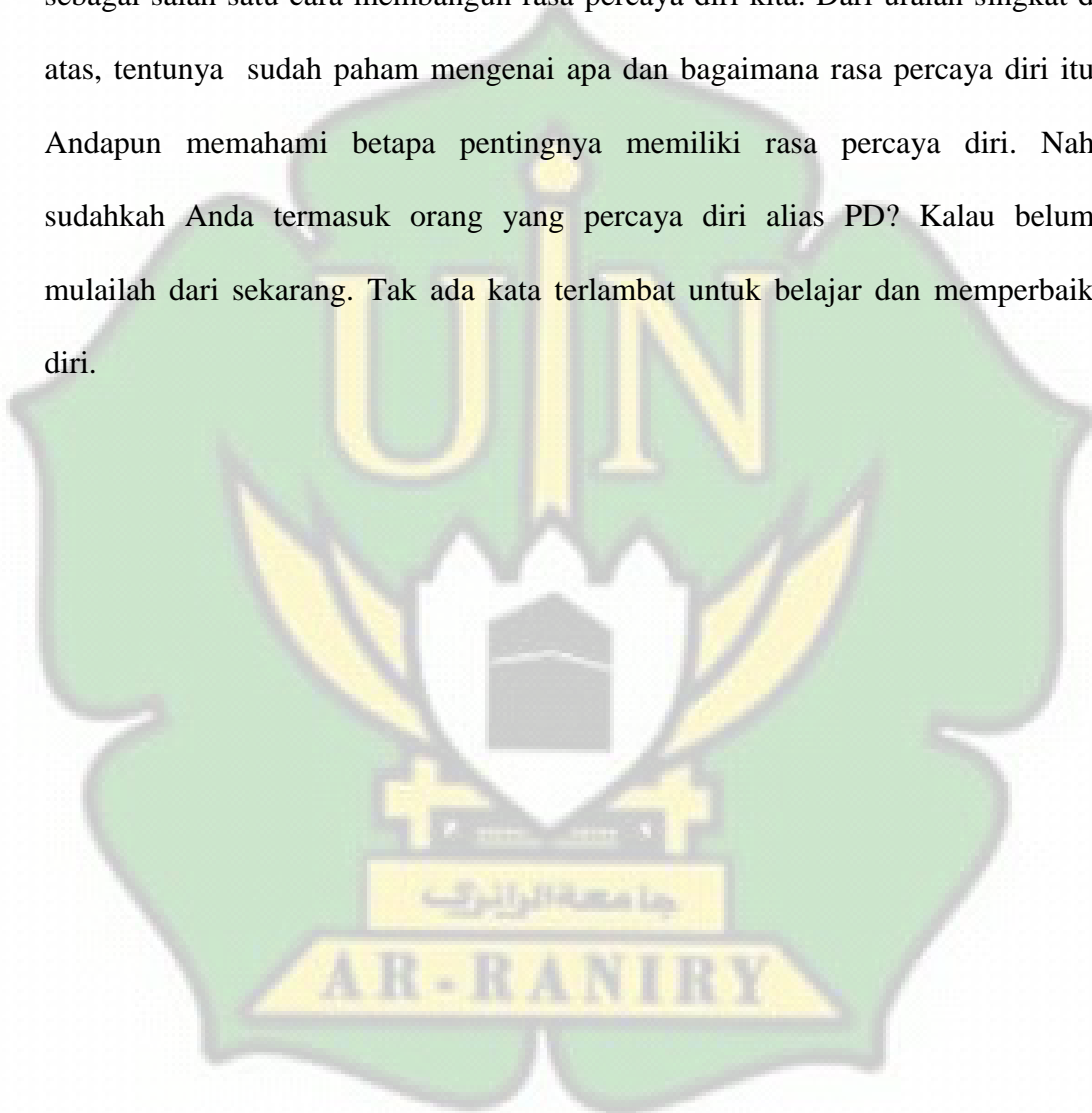 sebagai salah satu cara membangun rasa percaya diri kita. Dari uraian singkat d
atas, tentunya sudah paham mengenai apa dan bagaimana rasa percaya diri itu
Andapun memahami betapa pentingnya memiliki rasa percaya diri. Nah
sudahkah Anda termasuk orang yang percaya diri alias PD? Kalau belum
mulailah dari sekarang. Tak ada kata terlambat untuk belajar dan memperbaik
diri.
UIN
جامعة الرانري
AR-RANIRY